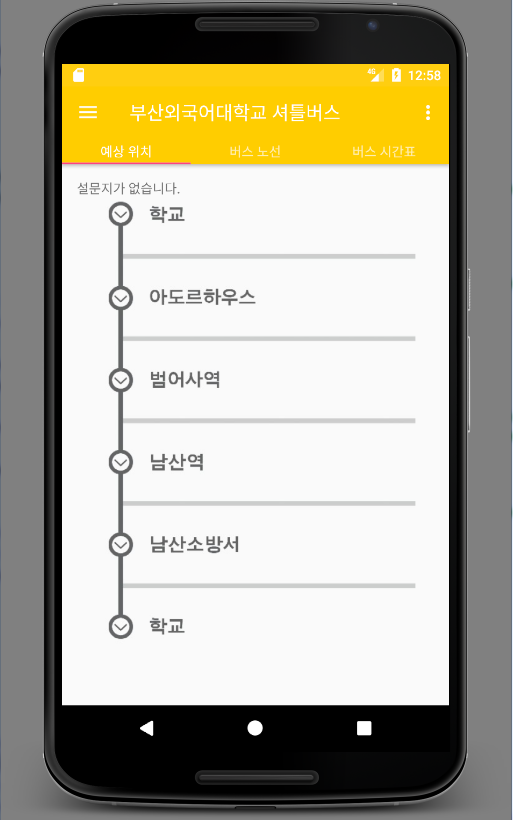 4G 12:58
부산외국어대학교 셔틀버스
예상 위치 버스 노선 버스 시간표
설문지가 없습니다.
학교
아도르하우스
범어사역
남산역
남산소방서
학교